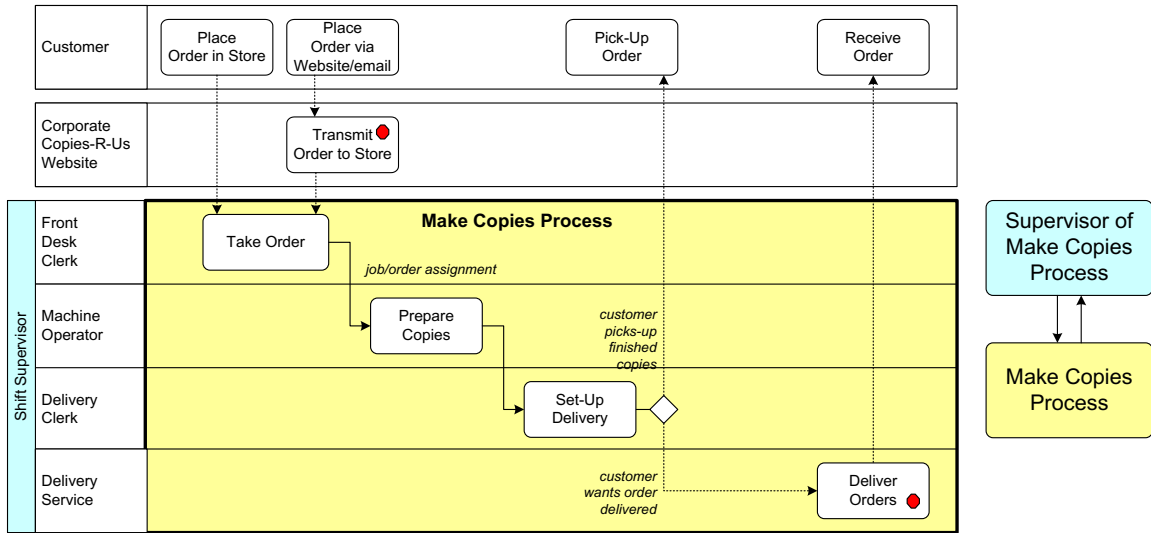 Customer
Place
Order in Store
Place
Order via
Website/email
Pick-Up
Order
Receive
Order
Corporate
Copies-R-Us
Website
Transmit
Order to Store
Shift Supervisor
Front
Desk
Clerk
Take Order
Make Copies Process
job/order assignment
Machine
Operator
Prepare
Copies
customer
picks-up
finished
copies
Delivery
Clerk
Set-Up
Delivery
Delivery
Service
customer
wants order
delivered
Deliver
Orders
Supervisor of
Make Copies
Process
Make Copies
Process